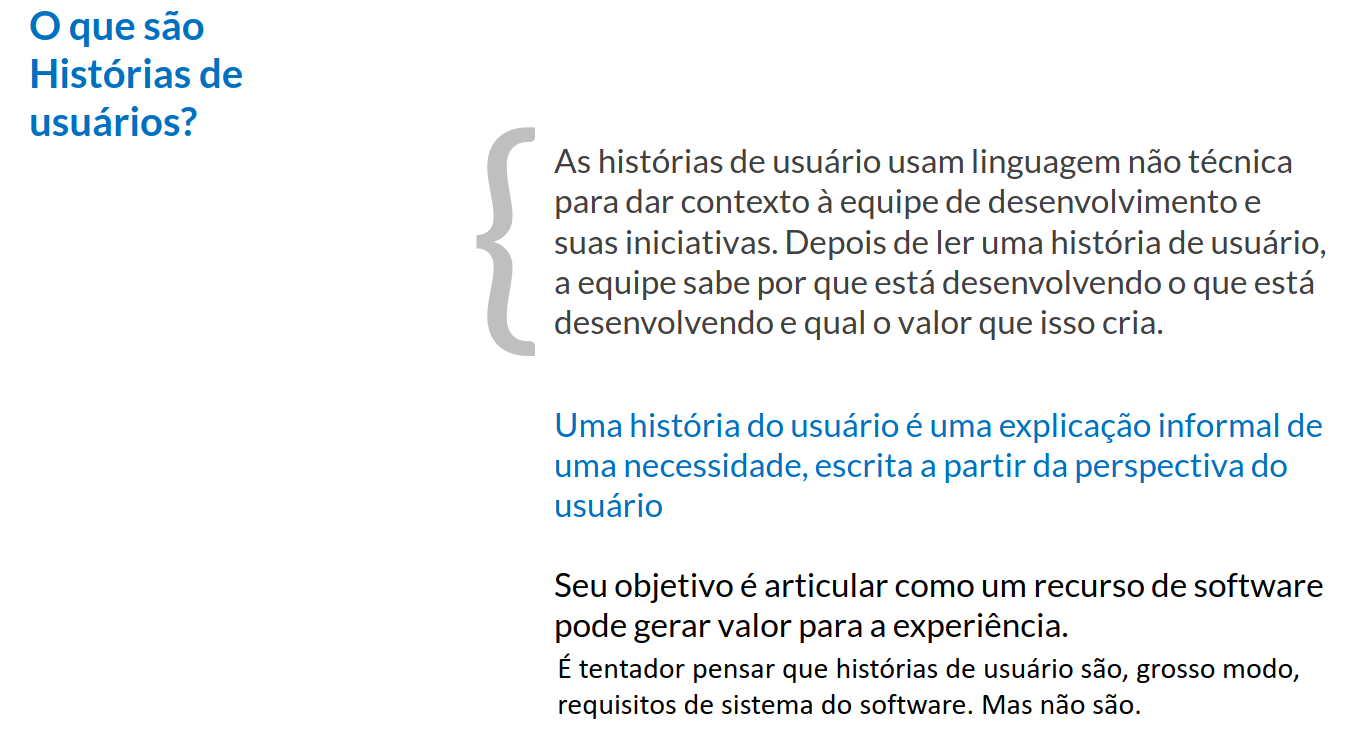 O que são
Histórias de
usuários?
As histórias de usuário usam linguagem não técnica
para dar contexto à equipe de desenvolvimento e
suas iniciativas. Depois de ler uma história de usuário,
a equipe sabe por que está desenvolvendo o que está
desenvolvendo e qual o valor que isso cria.
Uma história do usuário é uma explicação informal de
uma necessidade, escrita a partir da perspectiva do
usuário
Seu objetivo é articular como um recurso de software
pode gerar valor para a experiência.
É tentador pensar que histórias de usuário são, grosso modo,
requisitos de sistema do software. Mas não são.